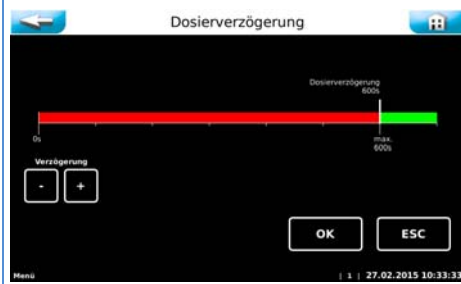 Dosierverzögerung
Dosierverzögerung
600s
0s
max.
600s
Verzögerung
- +
OK ESC
Menü | 1 | 27.02.2015 10:33:33